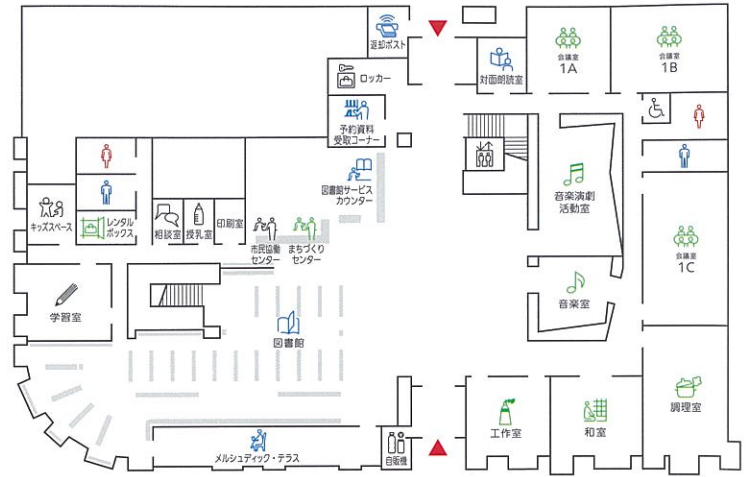 返却ポスト
ロッカー
対面朗読室
会議室
1A
会議室
1B
予約資料
受取コーナー
図書館サービス
カウンター
音楽演劇
活動室
キッズスペース
レンタル
ボックス
相談室
授乳室
印刷室
市民協働
センター
まちづくり
センター
会議室
1C
学習室
音楽室
図書館
工作室
和室
調理室
メルシュディック・テラス
自販機